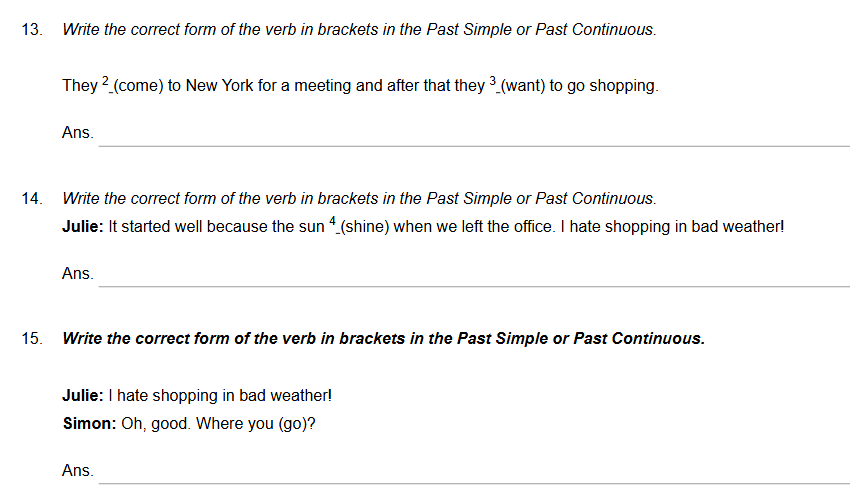 13. Write the correct form of the verb in brackets in the Past Simple or Past Continuous.
They ²_(come) to New York for a meeting and after that they ³_(want) to go shopping.
Ans.
14. Write the correct form of the verb in brackets in the Past Simple or Past Continuous.
Julie: It started well because the sun ⁴_(shine) when we left the office. I hate shopping in bad weather!
Ans.
15. Write the correct form of the verb in brackets in the Past Simple or Past Continuous.
Julie: I hate shopping in bad weather!
Simon: Oh, good. Where you (go)?
Ans.